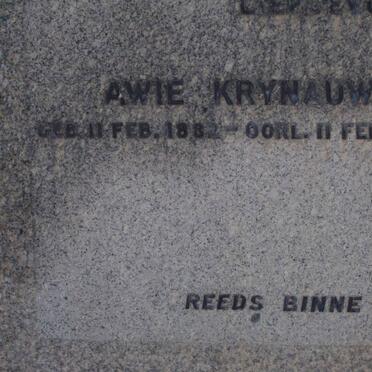 AWIE KRYNAUW
GEB. 11 FEB. 1882 - OORL. 11 FE
REEDS BINNE